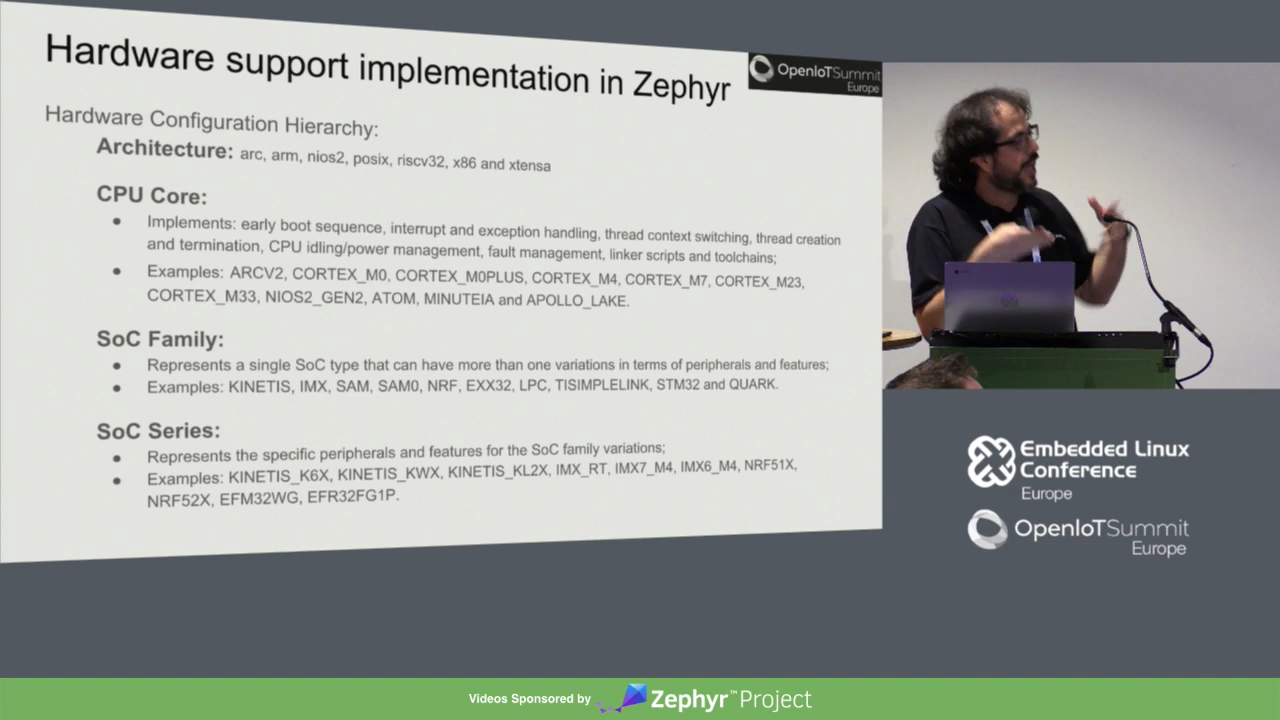 Hardware support implementation in Zephyr
OpenIoTSummit
Europe
Hardware Configuration Hierarchy:
Architecture: arc, arm, nios2, posix, riscv32, x86 and xtensa
CPU Core:
● Implements: early boot sequence, interrupt and exception handling, thread context switching, thread creation
and termination, CPU idling/power management, fault management, linker scripts and toolchains;
● Examples: ARCV2, CORTEX_M0, CORTEX_M0PLUS, CORTEX_M4, CORTEX_M7, CORTEX_M23,
CORTEX_M33, NIOS2_GEN2, ATOM, MINUTEIA and APOLLO_LAKE.
SoC Family:
● Represents a single SoC type that can have more than one variations in terms of peripherals and features;
● Examples: KINETIS, IMX, SAM, SAM0, NRF, EXX32, LPC, TISIMPLELINK, STM32 and QUARK.
SoC Series:
● Represents the specific peripherals and features for the SoC family variations;
● Examples: KINETIS_K6X, KINETIS_KWX, KINETIS_KL2X, IMX_RT, IMX7_M4, IMX6_M4, NRF51X,
NRF52X, EFM32WG, EFR32FG1P.
Embedded Linux
Conference
Europe
OpenIoTSummit
Europe
Videos Sponsored by Zephyr™Project